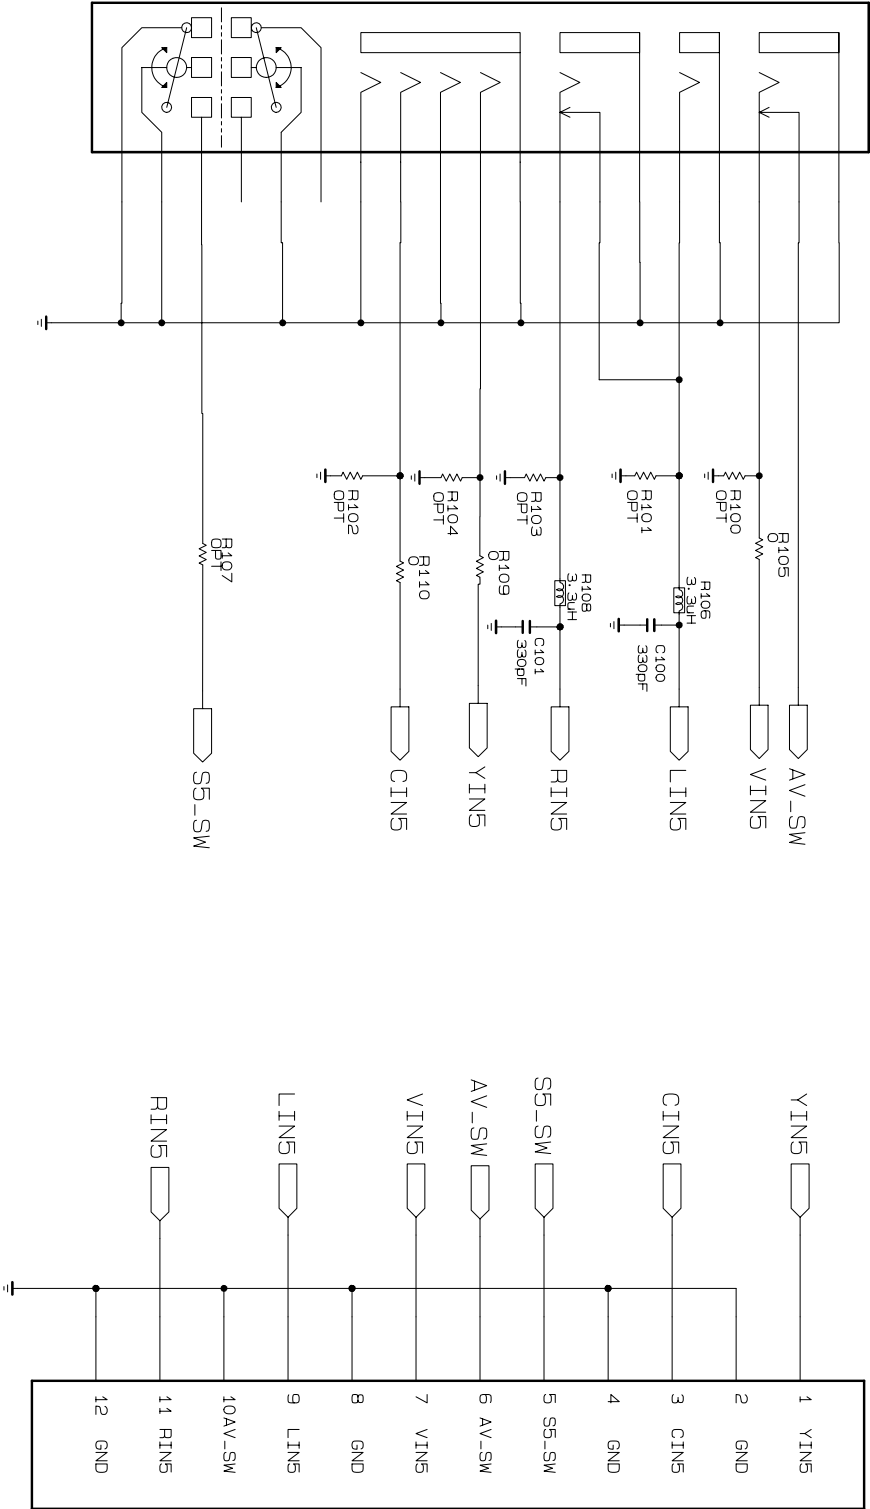 R107
OPT
R102
OPT
R110
0
R104
OPT
R109
0
R103
OPT
R108
3.3uH
C101
330pF
R101
OPT
R106
3.3uH
C100
330pF
R100
OPT
R105
0
S5_SW
CIN5
YIN5
RIN5
LIN5
VIN5
AV_SW
RIN5
LIN5
VIN5
AV_SW
S5_SW
CIN5
YIN5
1 YIN5
2 GND
3 CIN5
4 GND
5 S5_SW
6 AV_SW
7 VIN5
8 GND
9 LIN5
10AV_SW
11 RIN5
12 GND